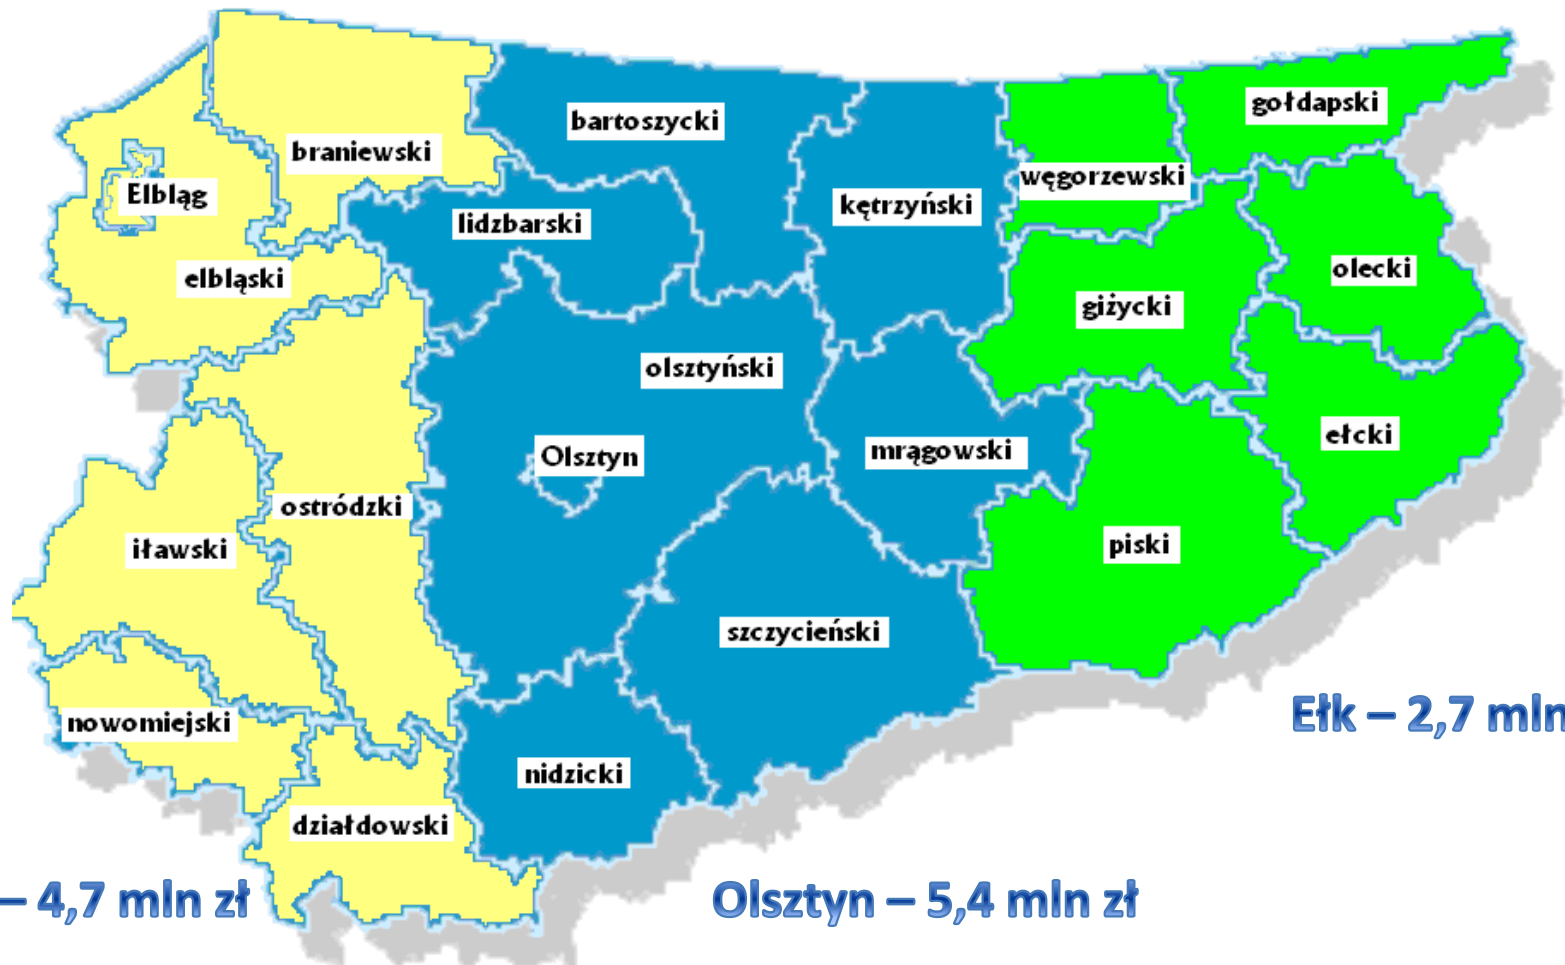 gołdapski
bartoszycki
braniewski
węgorzewski
Elbląg
kętrzyński
lidzbarski
olecki
elbląski
giżycki
olsztyński
ełcki
mrągowski
Olsztyn
ostródzki
piski
iławski
szczycieński
Ełk – 2,7 mln
nowomiejski
nidzicki
działdowski
– 4,7 mln zł
Olsztyn – 5,4 mln zł